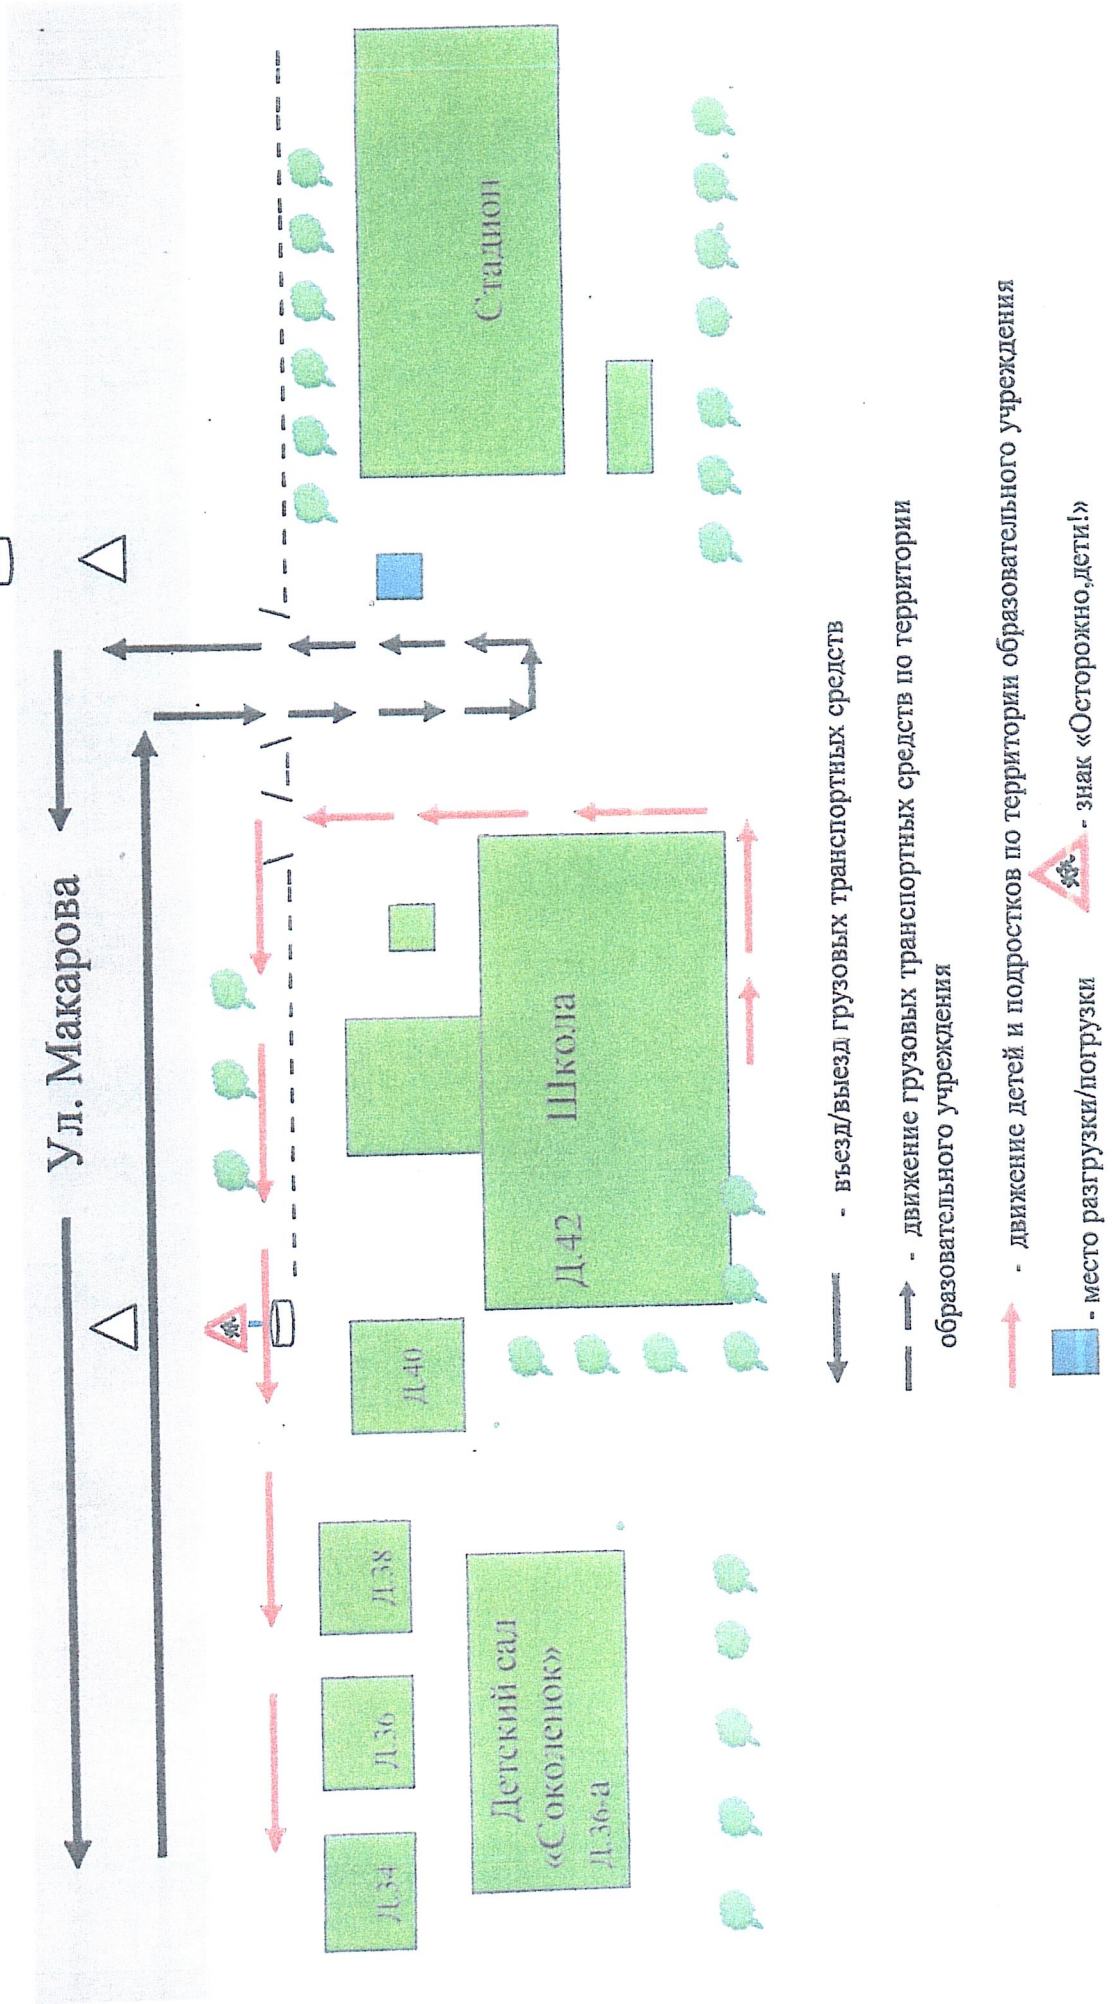 Ул. Макарова
Стадион
Школа
Д.42
Д.40
Д.38
Д.36
Д.34
Детский сад
«Соколенок»
Д.36-а
- въезд/выезд грузовых транспортных средств
- движение грузовых транспортных средств по территории
образовательного учреждения
- движение детей и подростков по территории образовательного учреждения
- место разгрузки/погрузки
- знак «Осторожно,дети!»